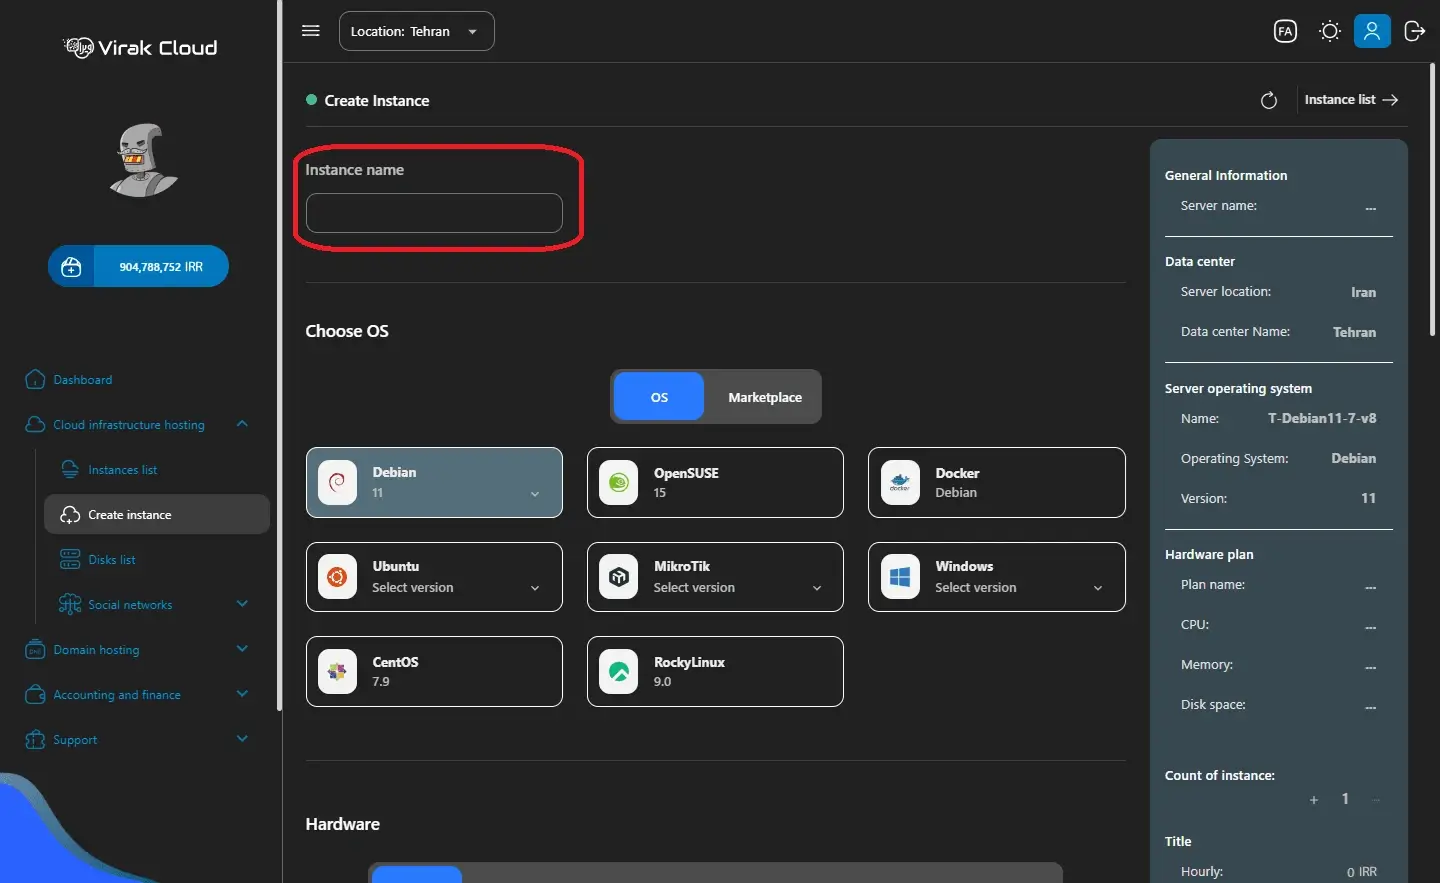 Virak Cloud
904,788,752 IRR
Dashboard
Cloud infrastructure hosting
Instances list
Create instance
Disks list
Social networks
Domain hosting
Accounting and finance
Support
Location: Tehran
FA
Create Instance
Instance list
Instance name
Choose OS
OS
Marketplace
Debian
11
OpenSUSE
15
docker
Docker
Debian
Ubuntu
Select version
MikroTik
Select version
Windows
Select version
CentOS
7.9
RockyLinux
9.0
Hardware
General Information
Server name: ---
Data center
Server location: Iran
Data center Name: Tehran
Server operating system
Name: T-Debian11-7-v8
Operating System: Debian
Version: 11
Hardware plan
Plan name: ---
CPU: ---
Memory: ---
Disk space: ---
Count of instance:
+ 1 −
Title
Hourly: 0 IRR